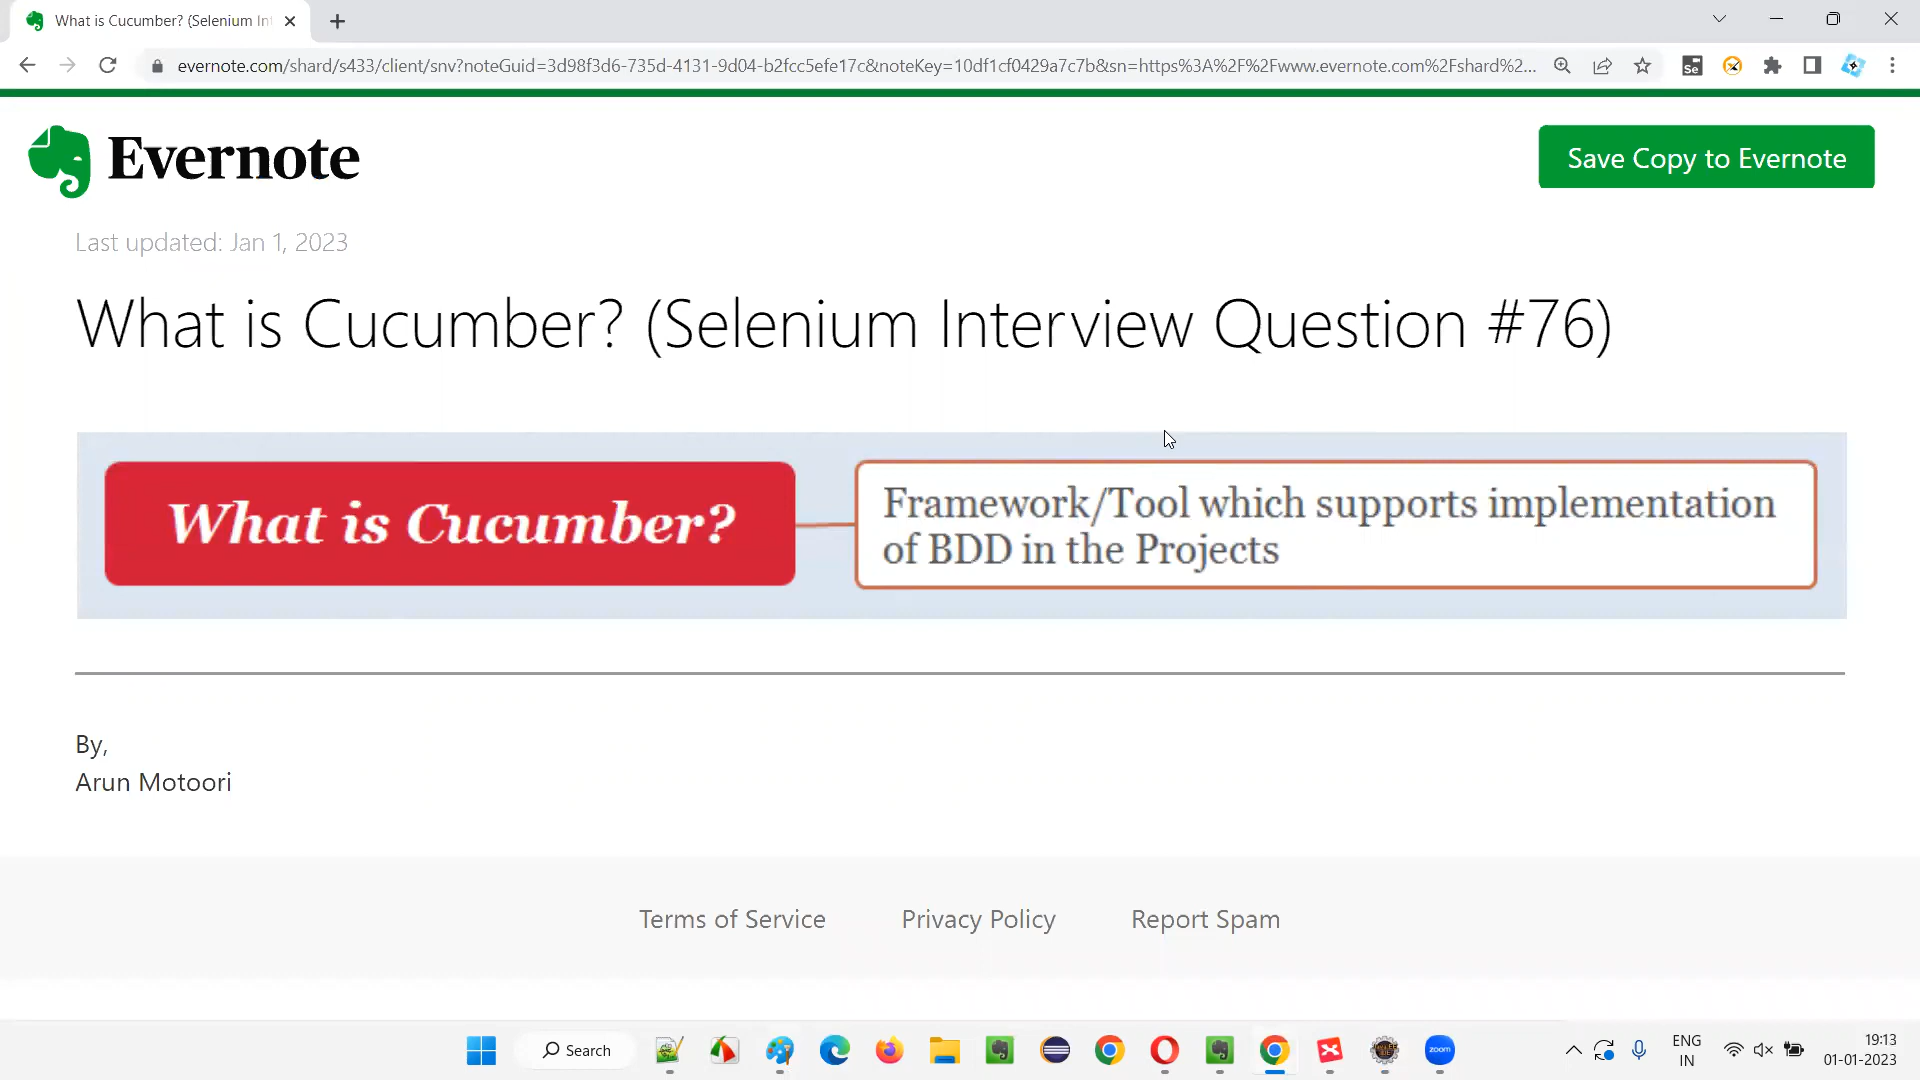 What is Cucumber? (Selenium Int
evernote.com/shard/s433/client/snv?noteGuid=3d98f3d6-735d-4131-9d04-b2fcc5efe17c&noteKey=10df1cf0429a7c7b&sn=https%3A%2F%2Fwww.evernote.com%2Fshard%2...
Se
Evernote
Save Copy to Evernote
Last updated: Jan 1, 2023
What is Cucumber? (Selenium Interview Question #76)
What is Cucumber?
Framework/Tool which supports implementation
of BDD in the Projects
By,
Arun Motoori
Terms of Service
Privacy Policy
Report Spam
Search
zoom
ENG
IN
19:13
01-01-2023